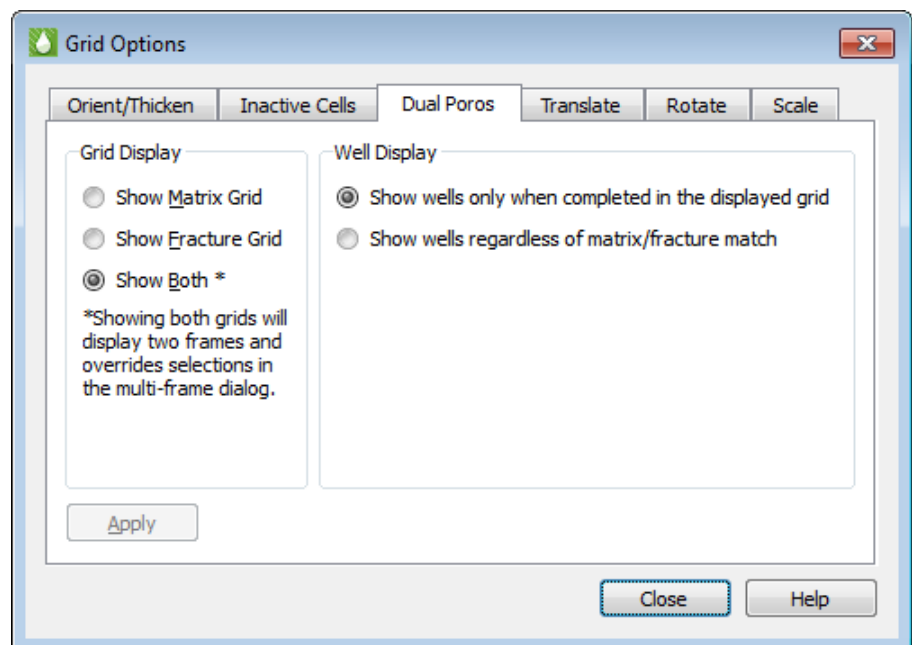 Grid Options
Orient/Thicken Inactive Cells Dual Poros Translate Rotate Scale
Grid Display
Show Matrix Grid
Show Fracture Grid
Show Both *
*Showing both grids will
display two frames and
overrides selections in
the multi-frame dialog.
Well Display
Show wells only when completed in the displayed grid
Show wells regardless of matrix/fracture match
Apply
Close Help